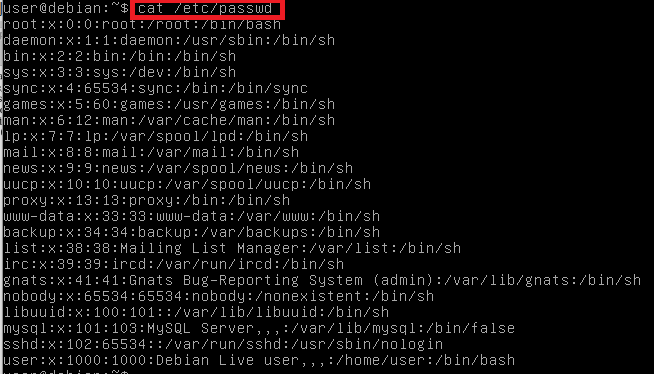 user@debian:~$ cat /etc/passwd
root:x:0:0:root:/root:/bin/bash
daemon:x:1:1:daemon:/usr/sbin:/bin/sh
bin:x:2:2:bin:/bin:/bin/sh
sys:x:3:3:sys:/dev:/bin/sh
sync:x:4:65534:sync:/bin:/bin/sync
games:x:5:60:games:/usr/games:/bin/sh
man:x:6:12:man:/var/cache/man:/bin/sh
lp:x:7:7:lp:/var/spool/lpd:/bin/sh
mail:x:8:8:mail:/var/mail:/bin/sh
news:x:9:9:news:/var/spool/news:/bin/sh
uucp:x:10:10:uucp:/var/spool/uucp:/bin/sh
proxy:x:13:13:proxy:/bin:/bin/sh
www-data:x:33:33:www-data:/var/www:/bin/sh
backup:x:34:34:backup:/var/backups:/bin/sh
list:x:38:38:Mailing List Manager:/var/list:/bin/sh
irc:x:39:39:ircd:/var/run/ircd:/bin/sh
gnats:x:41:41:Gnats Bug-Reporting System (admin):/var/lib/gnats:/bin/sh
nobody:x:65534:65534:nobody:/nonexistent:/bin/sh
libuuid:x:100:101::/var/lib/libuuid:/bin/sh
mysql:x:101:103:MySQL Server,,,:/var/lib/mysql:/bin/false
sshd:x:102:65534::/var/run/sshd:/usr/sbin/nologin
user:x:1000:1000:Debian Live user,,,:/home/user:/bin/bash
user@debian:~$